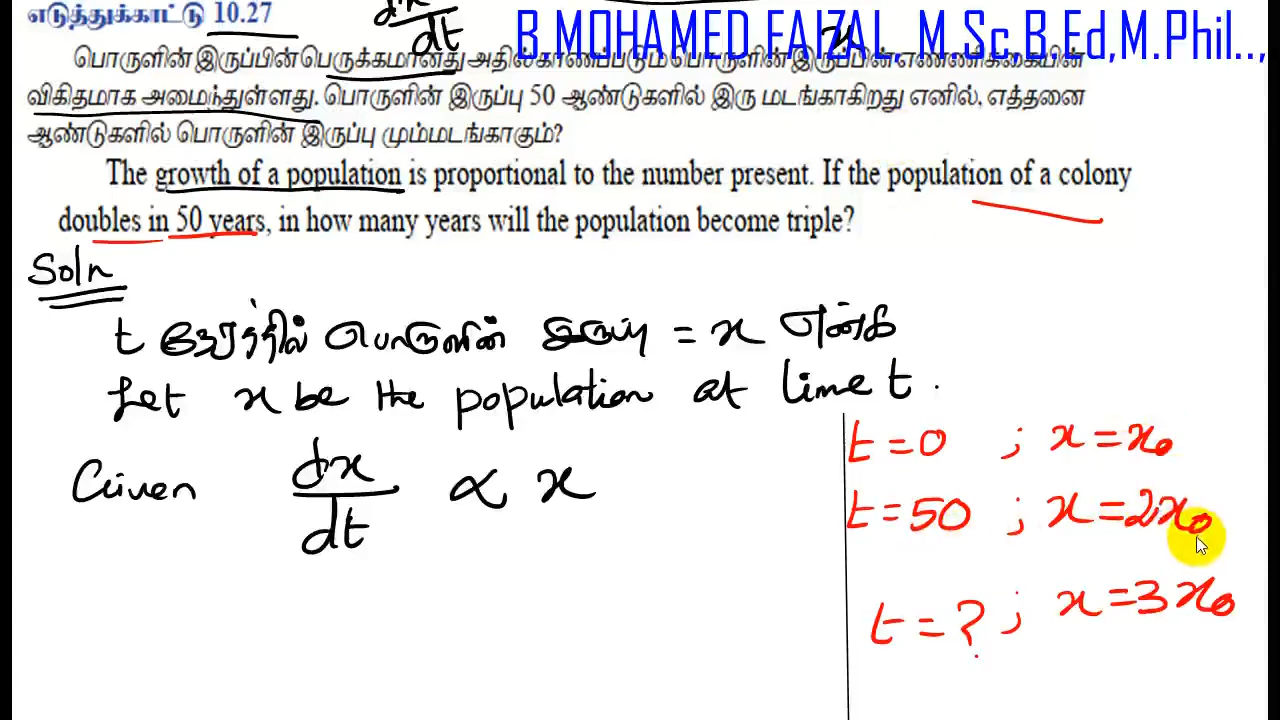 எடுத்துக்காட்டு 10.27
dx
dt
B MOHAMED FAIZAL, M.Sc,B.Ed,M.Phil..,
x
பொருளின் இருப்பின் பெருக்கமானது அதில் காணப்படும் பொருளின் இருப்பின் எண்ணிக்கையின்
விகிதமாக அமைந்துள்ளது. பொருளின் இருப்பு 50 ஆண்டுகளில் இரு மடங்காகிறது எனில், எத்தனை
ஆண்டுகளில் பொருளின் இருப்பு மும்மடங்காகும்?
The growth of a population is proportional to the number present. If the population of a colony
doubles in 50 years, in how many years will the population become triple?
Soln
t நேரத்தில் பொருளின் இருப்பு = x என்க
Let x be the population at time t .
Given dx/dt ∝ x
t = 0 ; x = x₀
t = 50 ; x = 2x₀
t = ? ; x = 3x₀